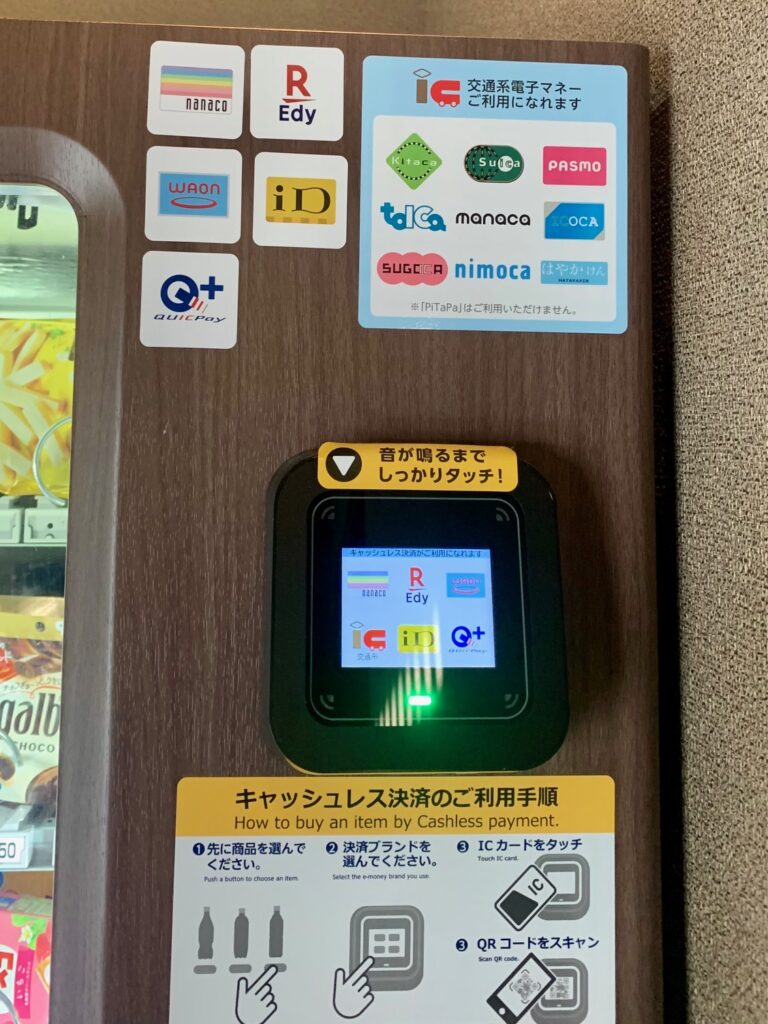 nanaco
R
Edy
WAON
iD
QUICPay
交通系電子マネー
ご利用になれます
Kitaca
Suica
PASMO
toica
manaca
ICOCA
SUGOCA
nimoca
はやかけん
HAYAKAKEN
※「PiTaPa」はご利用いただけません。
音が鳴るまで
しっかりタッチ!
キャッシュレス決済がご利用になれます
nanaco
R
Edy
交通系
iD
QUICPay
CHOCO
50
キャッシュレス決済のご利用手順
How to buy an item by Cashless payment.
❶先に商品を選んで
ください。
Push a button to choose an item.
❷決済ブランドを
選んでください。
Select the e-money brand you use.
❸ICカードをタッチ
Touch IC card.
IC
❸QRコードをスキャン
Scan QR code.